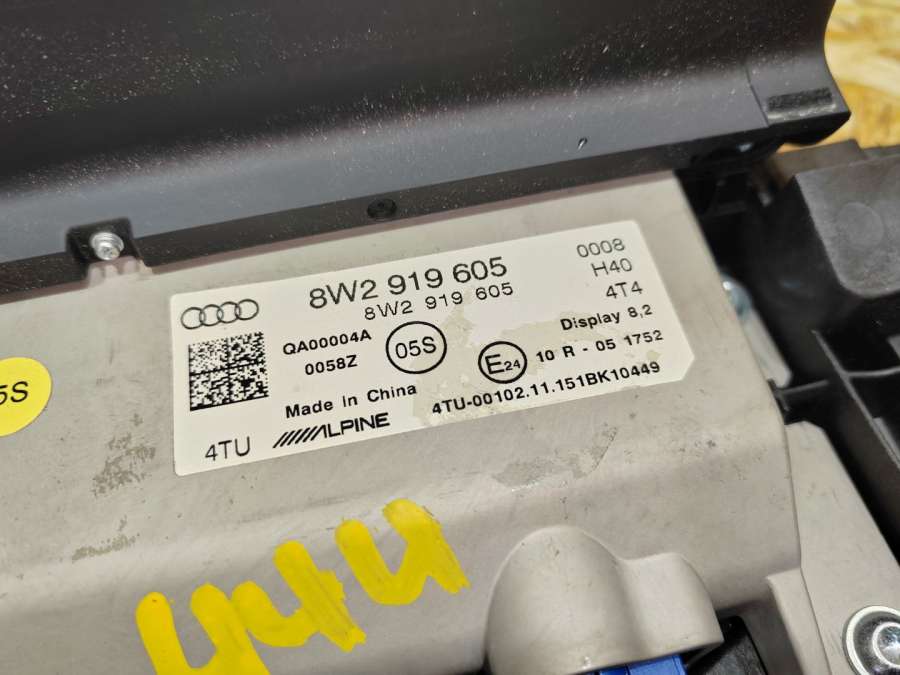 8W2 919 605
0008
8W2 919 605
H40
4T4
QA00004A
0058Z
05S
Display 8,2
E24
10 R - 05 1752
Made in China
4TU
ALPINE
4TU-00102.11.151BK10449
5S
444